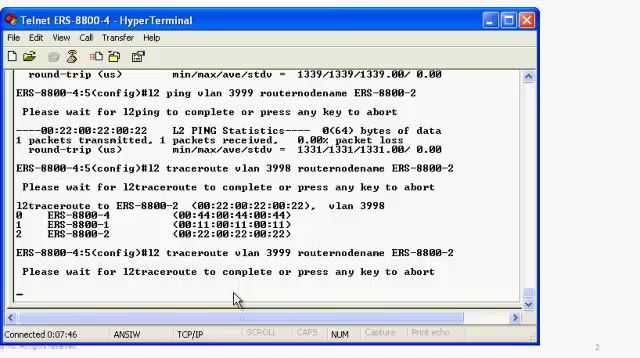 Telnet ERS-8800-4 - HyperTerminal
File Edit View Call Transfer Help
round-trip (us) min/max/ave/stdv = 1339/1339/1339.00/ 0.00
ERS-8800-4:5(config)#l2 ping vlan 3999 routernodename ERS-8800-2
Please wait for l2ping to complete or press any key to abort
----00:22:00:22:00:22 L2 PING Statistics---- 0(64) bytes of data
1 packets transmitted, 1 packets received, 0.00% packet loss
round-trip (us) min/max/ave/stdv = 1331/1331/1331.00/ 0.00
ERS-8800-4:5(config)#l2 traceroute vlan 3998 routernodename ERS-8800-2
Please wait for l2traceroute to complete or press any key to abort
l2traceroute to ERS-8800-2 (00:22:00:22:00:22), vlan 3998
0 ERS-8800-4 (00:44:00:44:00:44)
1 ERS-8800-1 (00:11:00:11:00:11)
2 ERS-8800-2 (00:22:00:22:00:22)
ERS-8800-4:5(config)#l2 traceroute vlan 3999 routernodename ERS-8800-2
Please wait for l2traceroute to complete or press any key to abort
_
Connected 0:07:46 ANSIW TCP/IP SCROLL CAPS NUM Capture Print echo
rights reserved.
2